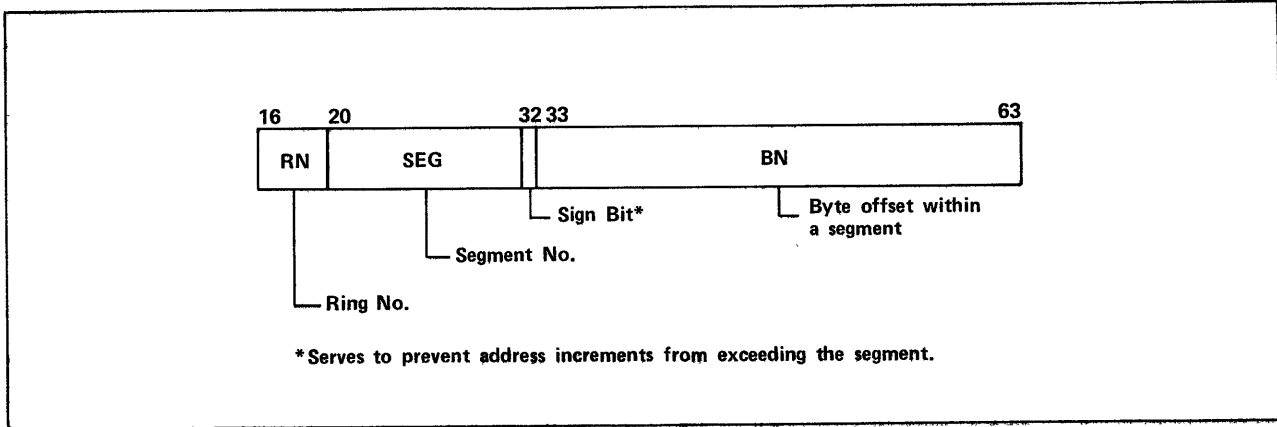 16 20 32 33 63
RN SEG BN
Sign Bit*
Byte offset within
a segment
Segment No.
Ring No.
*Serves to prevent address increments from exceeding the segment.